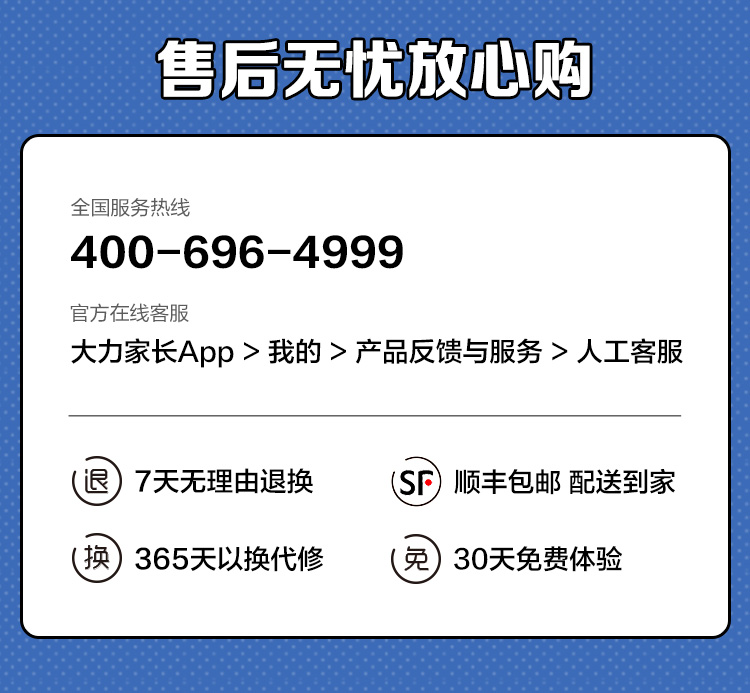 售后无忧放心购
全国服务热线
400-696-4999
官方在线客服
大力家长App > 我的 > 产品反馈与服务 > 人工客服
退 7天无理由退换
SF 顺丰包邮 配送到家
换 365天以换代修
免 30天免费体验